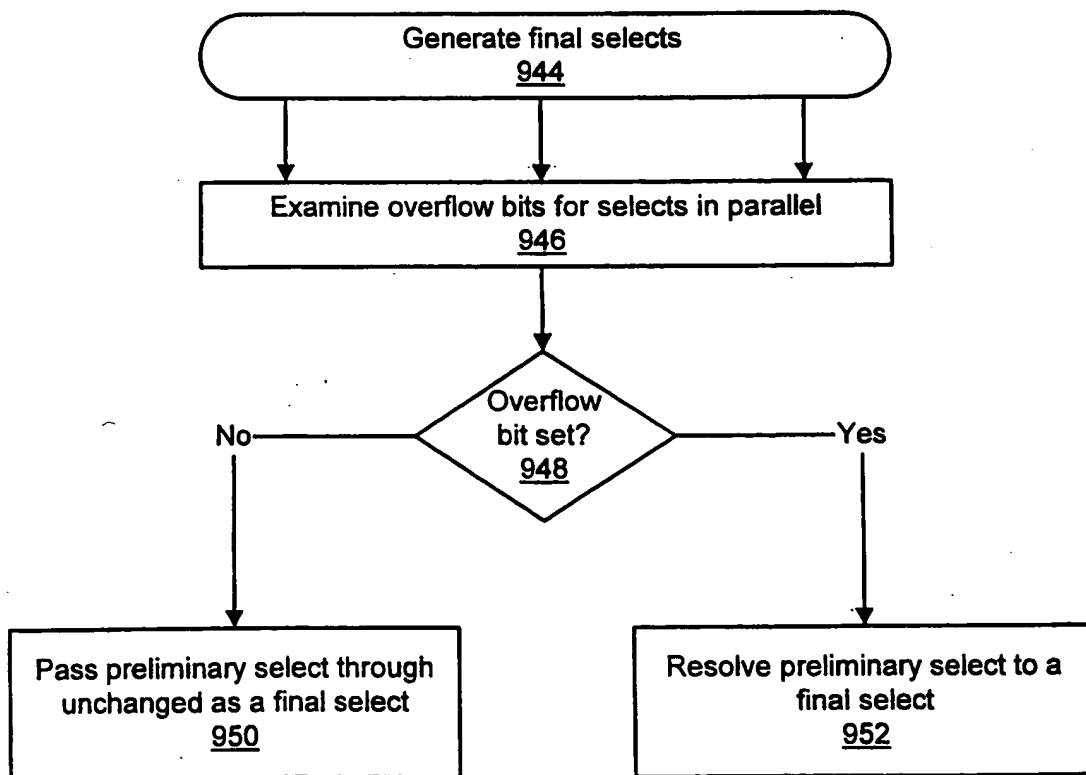 Generate final selects
944
Examine overflow bits for selects in parallel
946
Overflow
bit set?
948
No
Yes
Pass preliminary select through
unchanged as a final select
950
Resolve preliminary select to a
final select
952